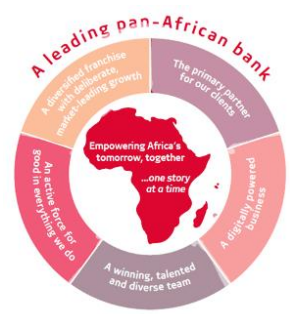 A leading pan-African bank
A diversified franchise
with deliberate,
market-leading growth
The primary partner
for our clients
A digitally powered
business
A winning, talented
and diverse team
An active force for
good in everything we do
Empowering Africa's
tomorrow, together
...one story
at a time